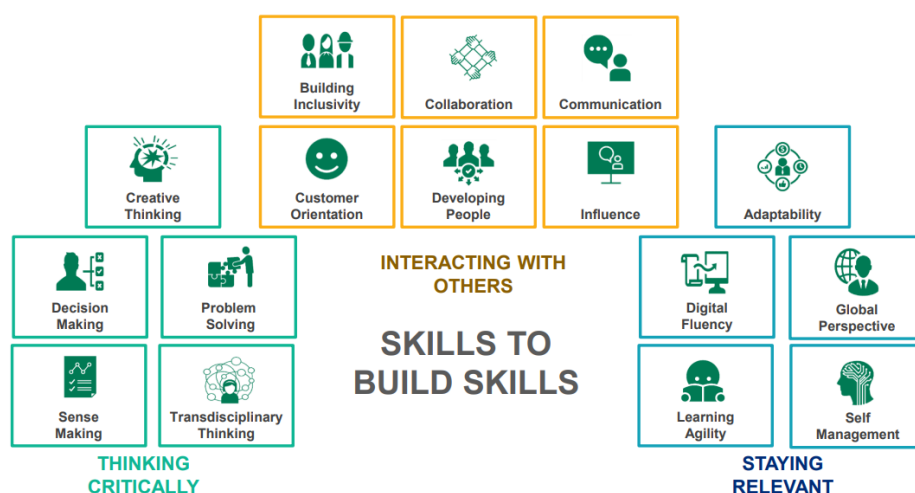 Building
Inclusivity
Collaboration
Communication
Creative
Thinking
Customer
Orientation
Developing
People
Influence
Adaptability
INTERACTING WITH
OTHERS
Decision
Making
Problem
Solving
Digital
Fluency
Global
Perspective
SKILLS TO
BUILD SKILLS
Sense
Making
Transdisciplinary
Thinking
Learning
Agility
Self
Management
THINKING
CRITICALLY
STAYING
RELEVANT